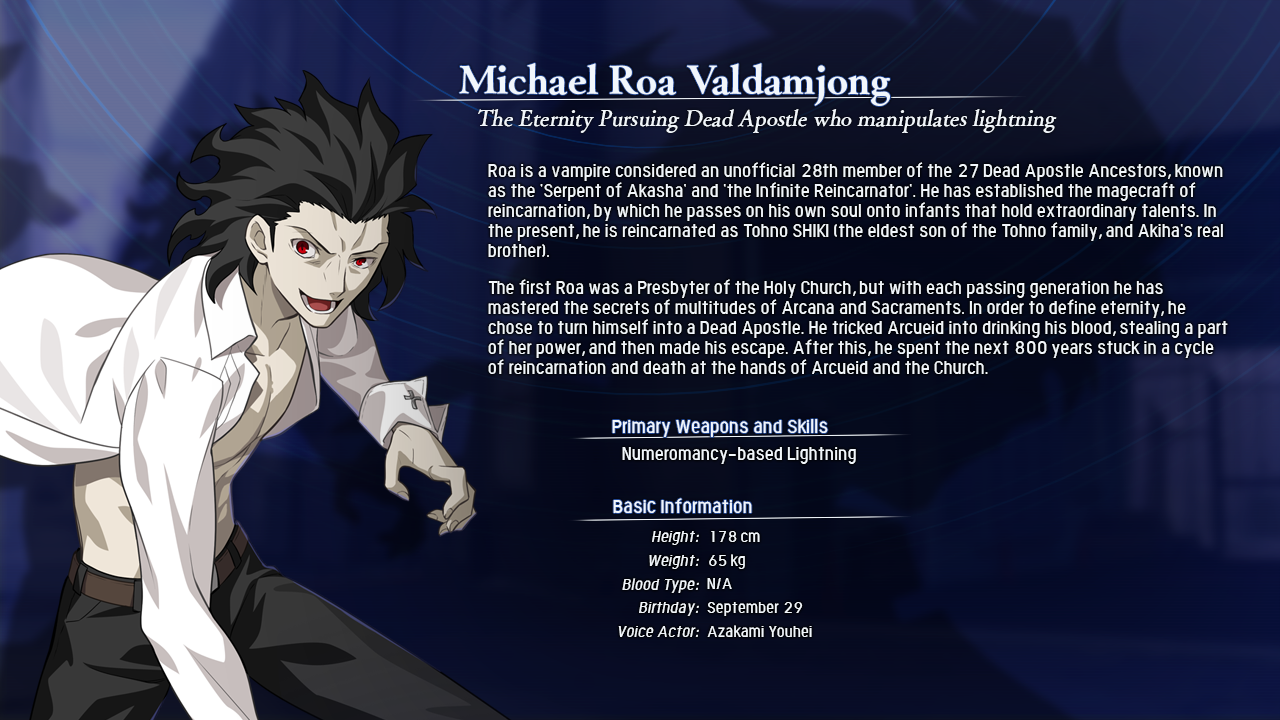 Michael Roa Valdamjong
The Eternity Pursuing Dead Apostle who manipulates lightning
Roa is a vampire considered an unofficial 28th member of the 27 Dead Apostle Ancestors, known
as the 'Serpent of Akasha' and 'the Infinite Reincarnator'. He has established the magecraft of
reincarnation, by which he passes on his own soul onto infants that hold extraordinary talents. In
the present, he is reincarnated as Tohno SHIKI (the eldest son of the Tohno family, and Akiha's real
brother).
The first Roa was a Presbyter of the Holy Church, but with each passing generation he has
mastered the secrets of multitudes of Arcana and Sacraments. In order to define eternity, he
chose to turn himself into a Dead Apostle. He tricked Arcueid into drinking his blood, stealing a part
of her power, and then made his escape. After this, he spent the next 800 years stuck in a cycle
of reincarnation and death at the hands of Arcueid and the Church.
Primary Weapons and Skills
Numeromancy-based Lightning
Basic Information
Height: 178 cm
Weight: 65 kg
Blood Type: N/A
Birthday: September 29
Voice Actor: Azakami Youhei